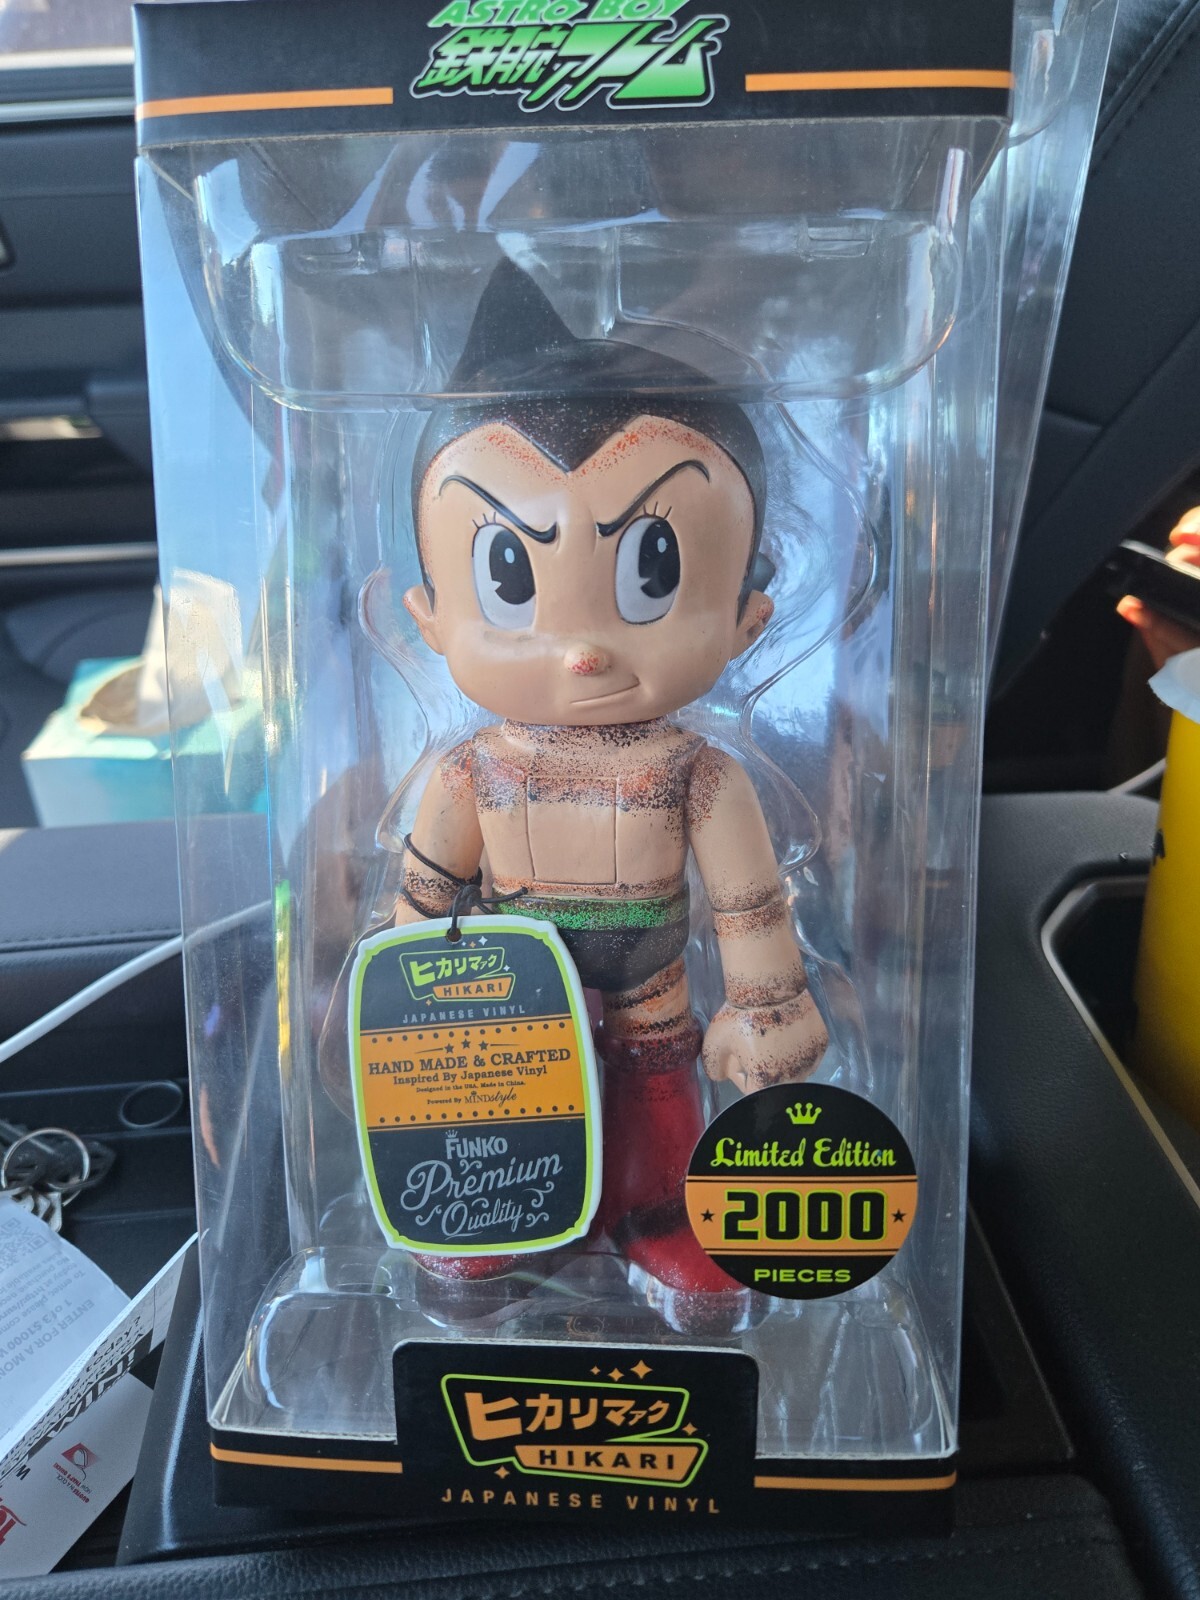 ASTRO BOY
鉄腕アトム
ヒカリマック
HIKARI
JAPANESE VINYL
HAND MADE & CRAFTED
Inspired By Japanese Vinyl
Designed in the USA. Made in China.
Powered By MINDstyle
FUNKO
Premium
Quality
Limited Edition
2000
PIECES
ヒカリマック
HIKARI
JAPANESE VINYL